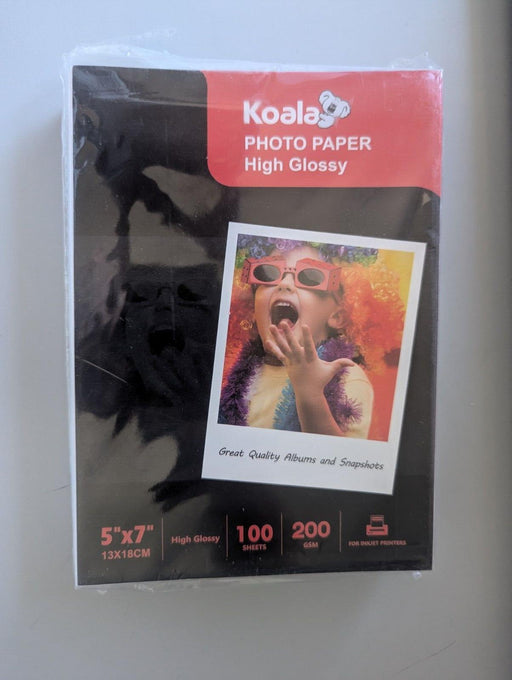 Koala
PHOTO PAPER
High Glossy
Great Quality Albums and Snapshots
5"x7"
13X18CM
High Glossy
100
SHEETS
200
GSM
FOR INKJET PRINTERS